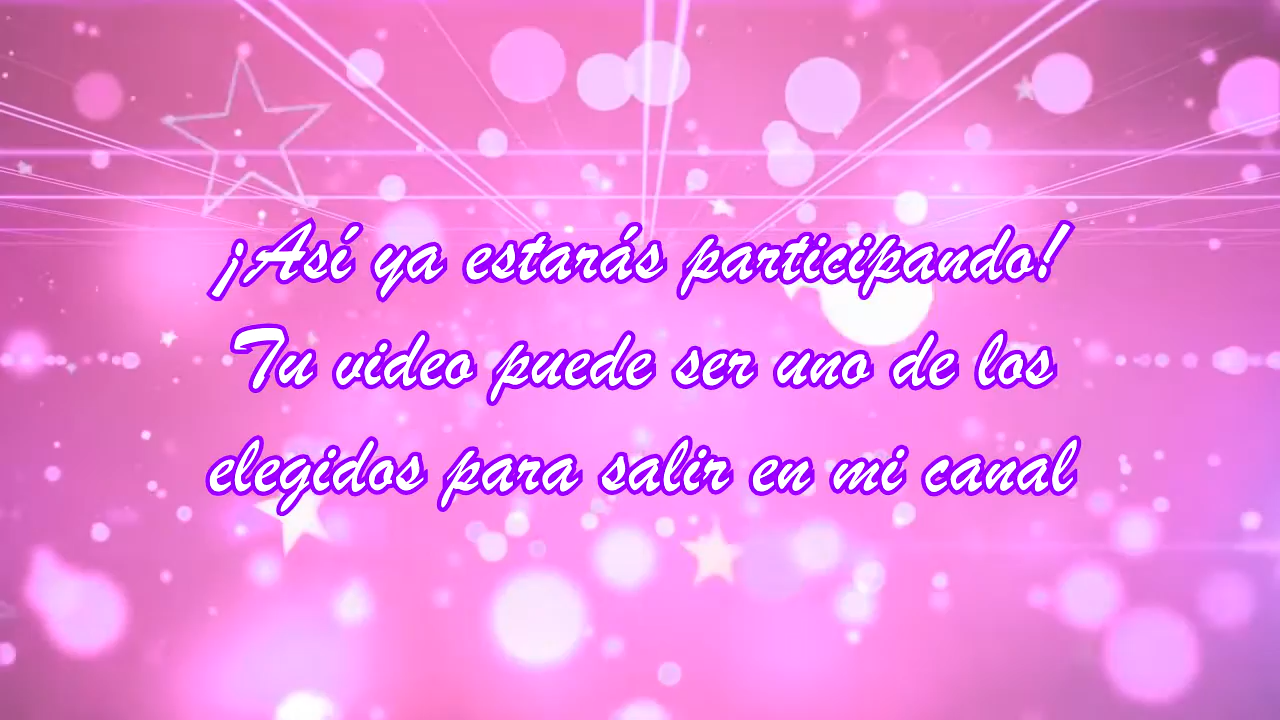 ¡Así ya estarás participando!
Tu video puede ser uno de los
elegidos para salir en mi canal